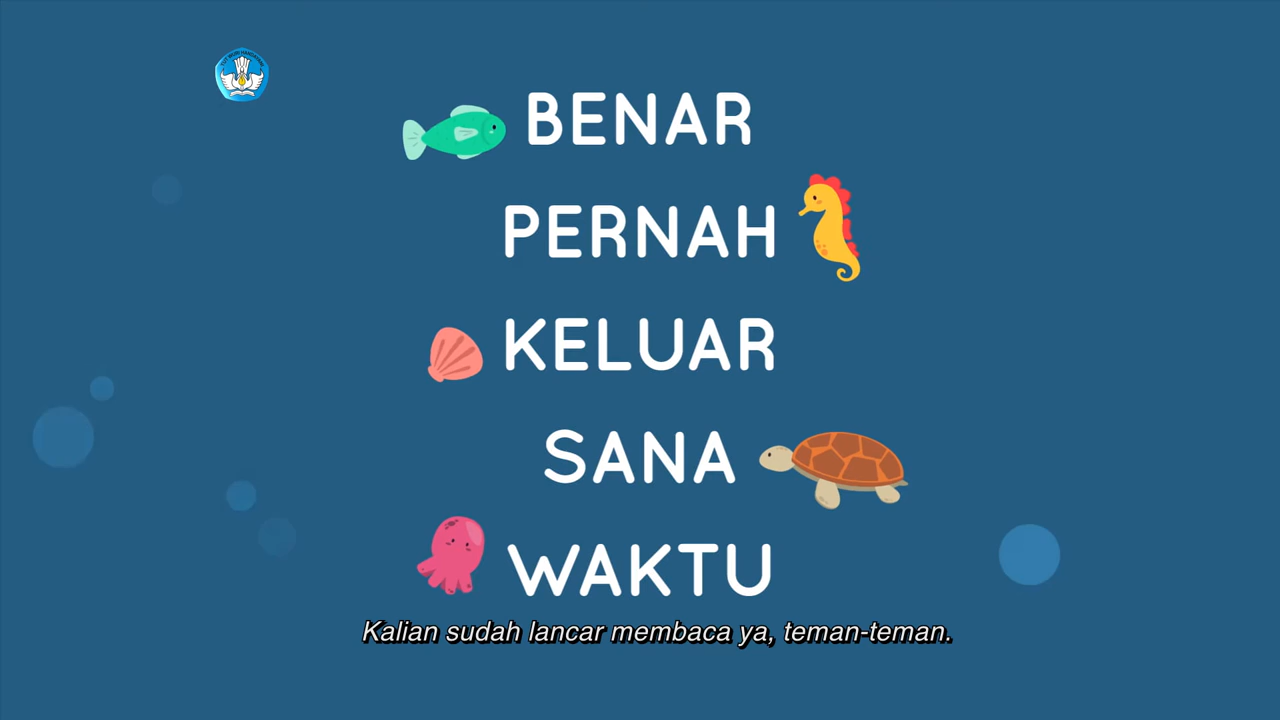 BENAR
PERNAH
KELUAR
SANA
WAKTU
Kalian sudah lancar membaca ya, teman-teman.